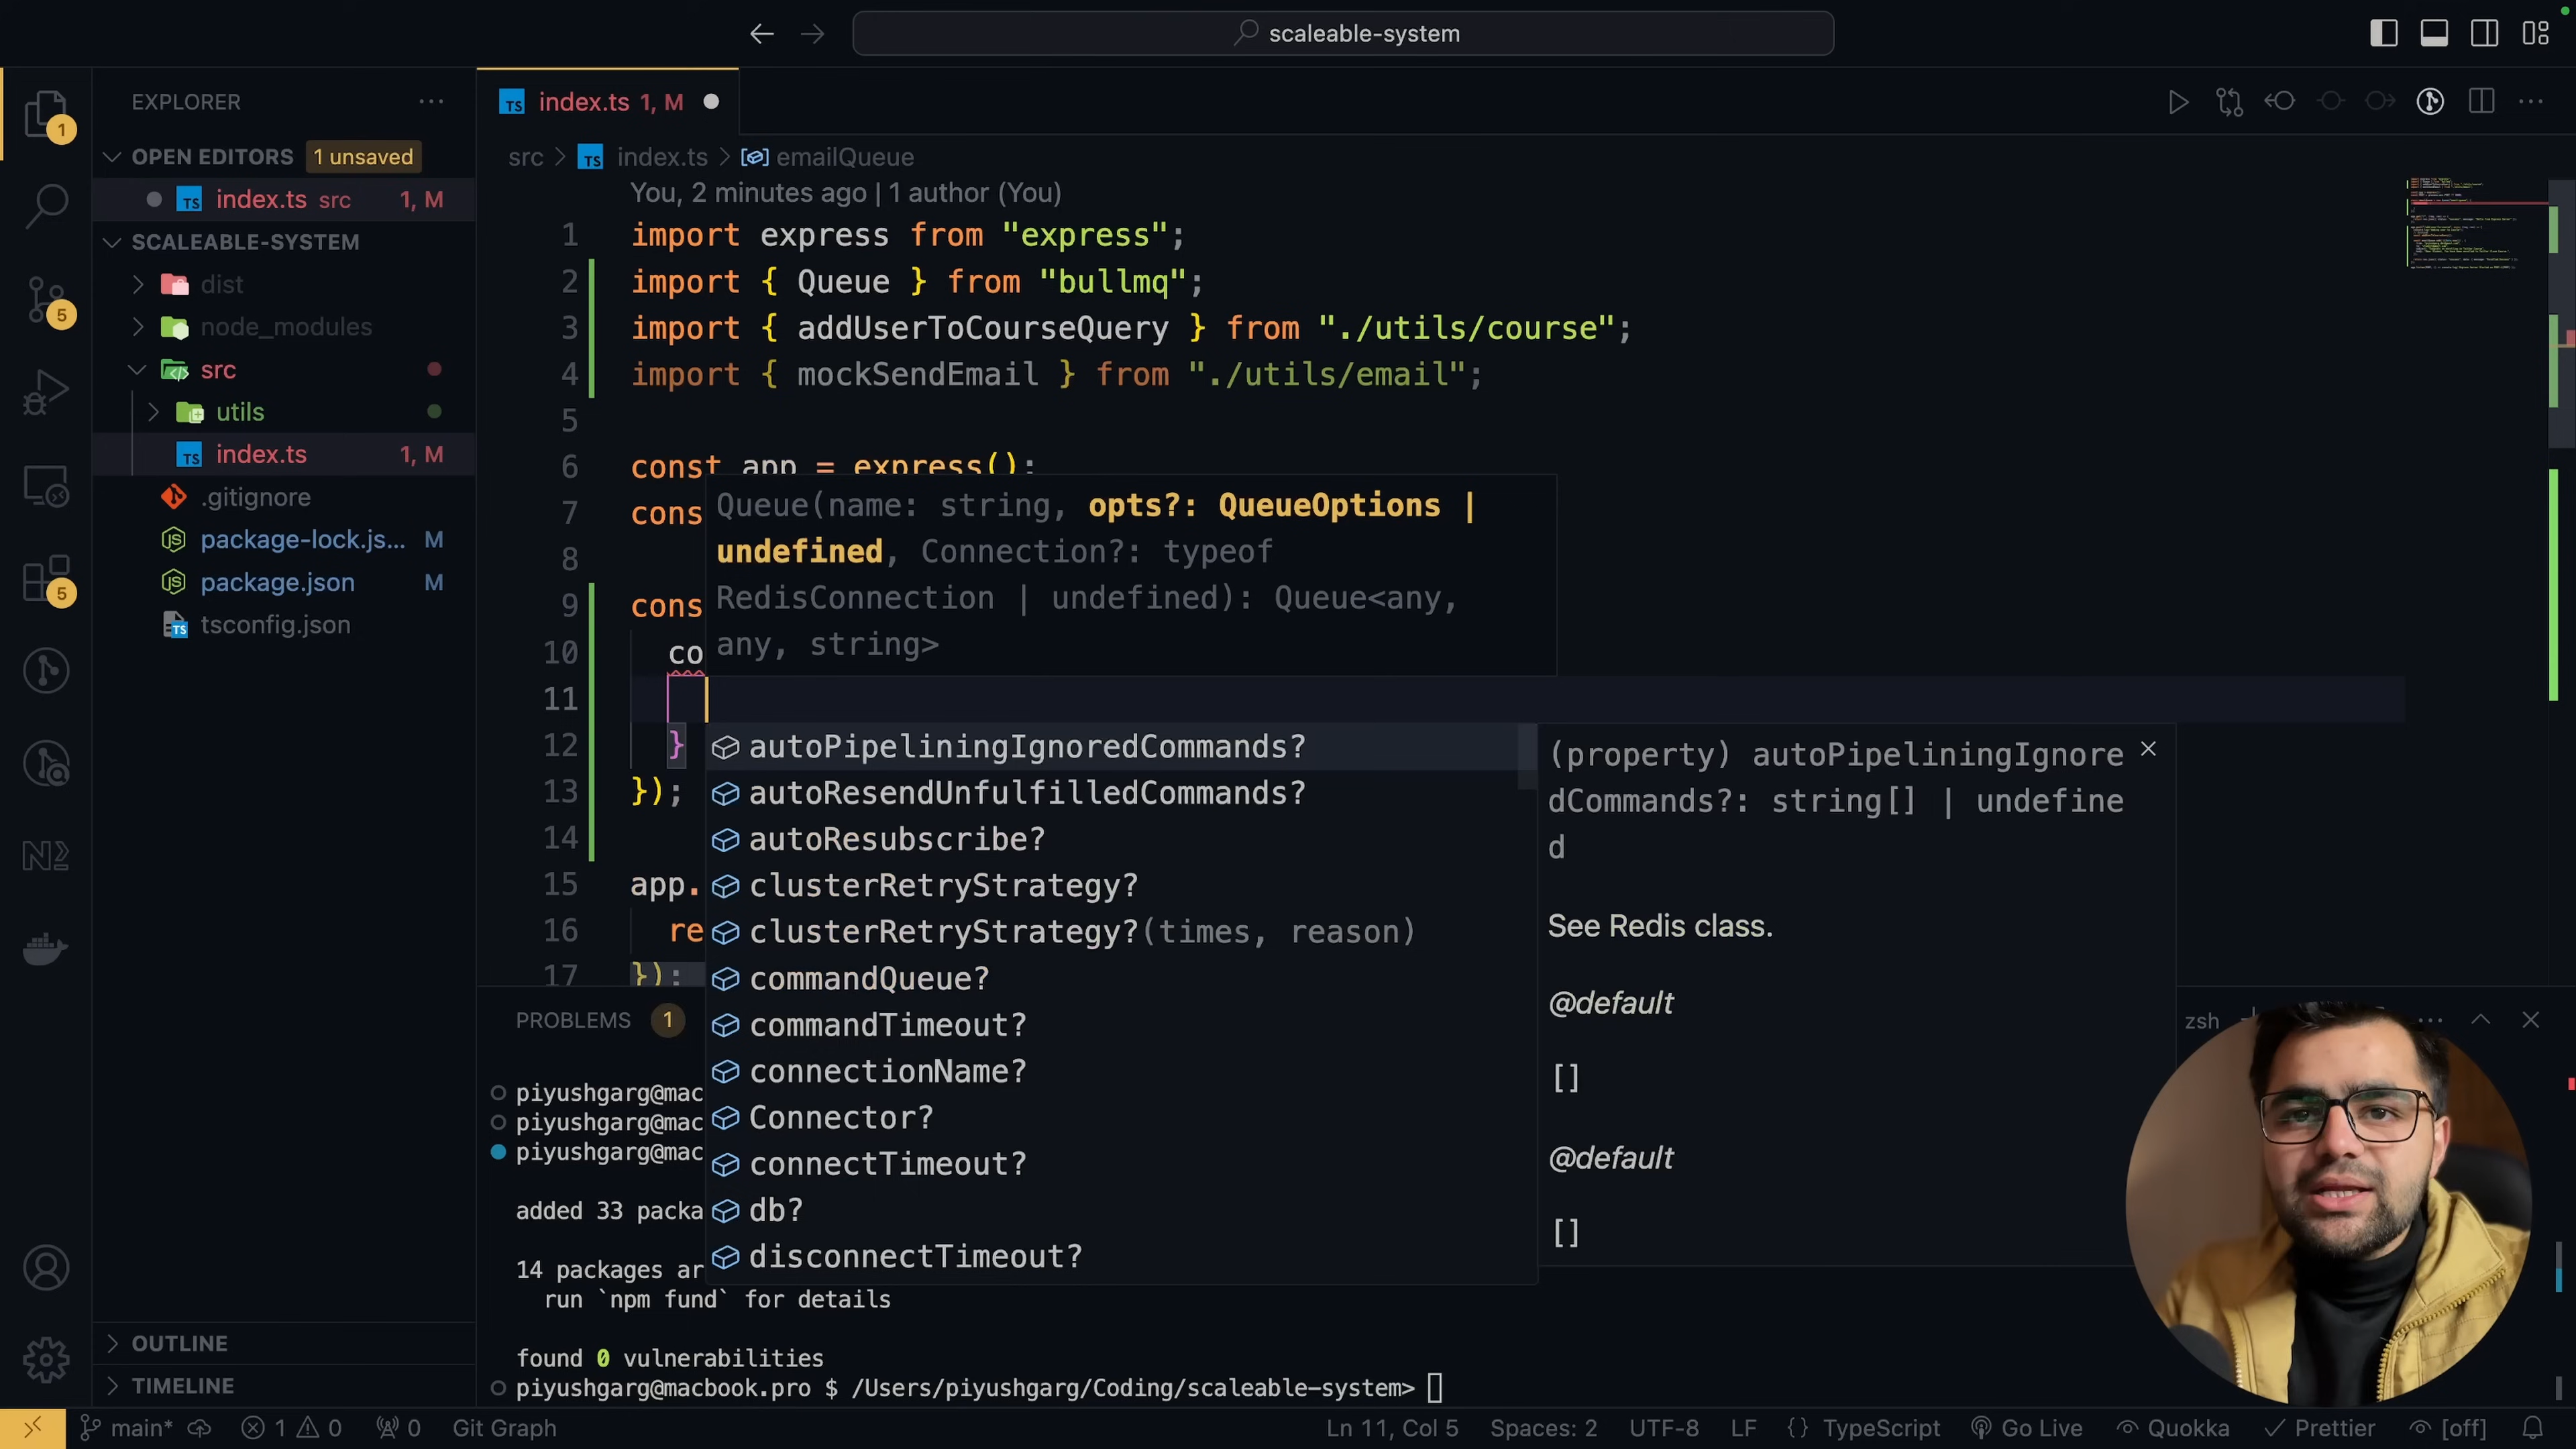 scaleable-system
EXPLORER
OPEN EDITORS 1 unsaved
index.ts src 1, M
SCALEABLE-SYSTEM
dist
node_modules
src
utils
index.ts 1, M
.gitignore
package-lock.js... M
package.json M
tsconfig.json
OUTLINE
TIMELINE
1
5
5
index.ts 1, M
src > index.ts > emailQueue
You, 2 minutes ago | 1 author (You)
1 import express from "express";
2 import { Queue } from "bullmq";
3 import { addUserToCourseQuery } from "./utils/course";
4 import { mockSendEmail } from "./utils/email";
5
6 const app = express();
7 cons
8
9 cons
10 co
11
12 }
13 });
14
15 app.
16 re
17 });
Queue(name: string, opts?: QueueOptions |
undefined, Connection?: typeof
RedisConnection | undefined): Queue<any,
any, string>
autoPipeliningIgnoredCommands?
autoResendUnfulfilledCommands?
autoResubscribe?
clusterRetryStrategy?
clusterRetryStrategy?(times, reason)
commandQueue?
commandTimeout?
connectionName?
Connector?
connectTimeout?
db?
disconnectTimeout?
(property) autoPipeliningIgnore
dCommands?: string[] | undefine
d
See Redis class.
@default
[]
@default
[]
PROBLEMS 1
zsh
piyushgarg@mac
piyushgarg@mac
piyushgarg@mac
added 33 packa
14 packages ar
run `npm fund` for details
found 0 vulnerabilities
piyushgarg@macbook.pro $ /Users/piyushgarg/Coding/scaleable-system>
main* 1 0 0 Git Graph
Ln 11, Col 5 Spaces: 2 UTF-8 LF {} TypeScript Go Live Quokka Prettier [off]